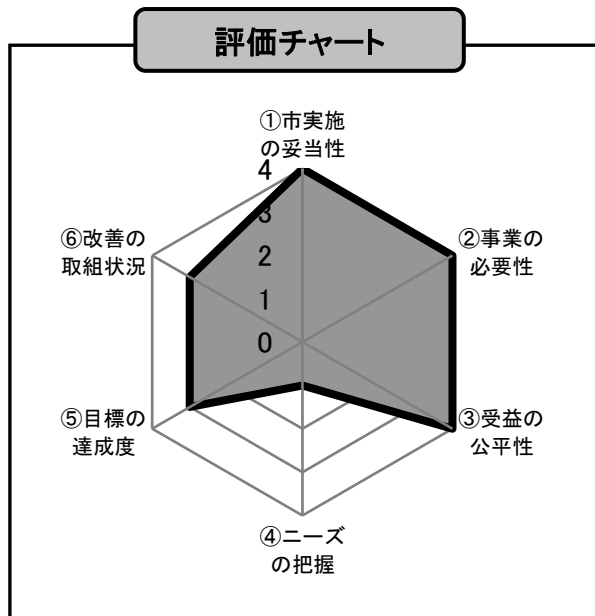 評価チャート
①市実施
の妥当性
4
3
2
1
0
②事業の
必要性
③受益の
公平性
④ニーズ
の把握
⑤目標の
達成度
⑥改善の
取組状況